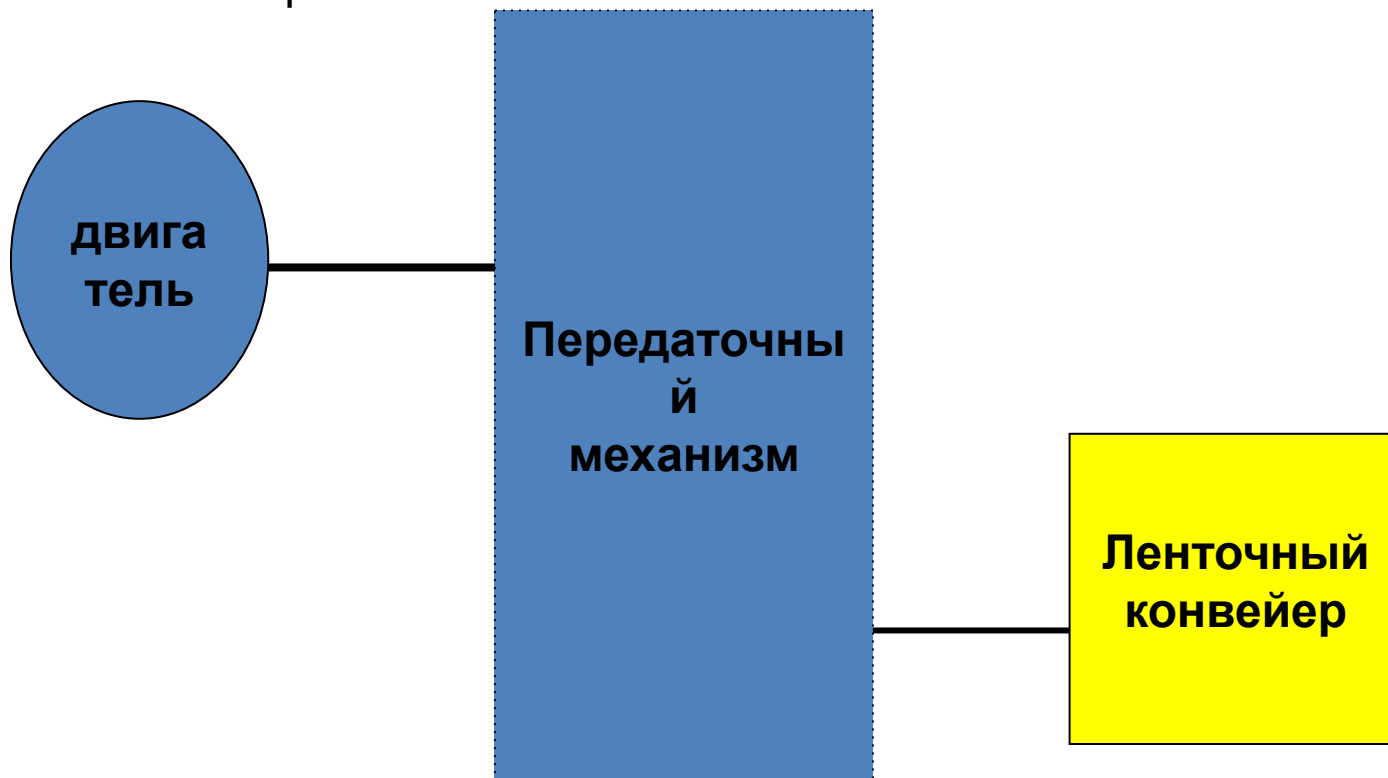 двига
тель
Передаточны
й
механизм
Ленточный
конвейер